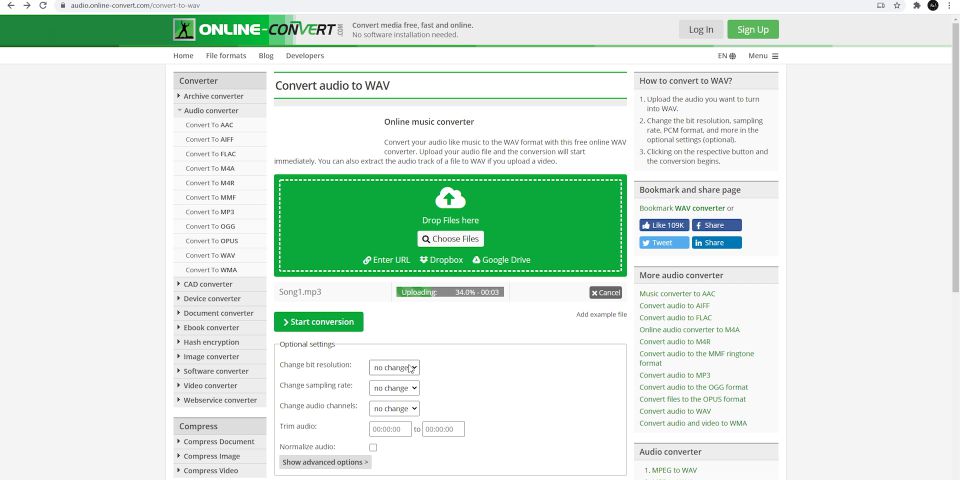 audio.online-convert.com/convert-to-wav
ONLINE-CONVERT
Convert media free, fast and online.
No software installation needed.
Log In
Sign Up
Home
File formats
Blog
Developers
EN
Menu
Converter
Archive converter
Audio converter
Convert To AAC
Convert To AIFF
Convert To FLAC
Convert To M4A
Convert To M4R
Convert To MMF
Convert To MP3
Convert To OGG
Convert To OPUS
Convert To WAV
Convert To WMA
CAD converter
Device converter
Document converter
Ebook converter
Hash encryption
Image converter
Software converter
Video converter
Webservice converter
Compress
Compress Document
Compress Image
Compress Video
Convert audio to WAV
Online music converter
Convert your audio like music to the WAV format with this free online WAV
converter. Upload your audio file and the conversion will start
immediately. You can also extract the audio track of a file to WAV if you upload a video.
Drop Files here
Choose Files
Enter URL
Dropbox
Google Drive
Song1.mp3
Uploading:
34.0% - 00:03
Cancel
Add example file
Start conversion
Optional settings
Change bit resolution:
no change
Change sampling rate:
no change
Change audio channels:
no change
Trim audio:
00:00:00
to
00:00:00
Normalize audio:
Show advanced options >
How to convert to WAV?
1. Upload the audio you want to turn
into WAV.
2. Change the bit resolution, sampling
rate, PCM format, and more in the
optional settings (optional).
3. Clicking on the respective button and
the conversion begins.
Bookmark and share page
Bookmark WAV converter or
Like 109K
Share
Tweet
Share
More audio converter
Music converter to AAC
Convert audio to AIFF
Convert audio to FLAC
Online audio converter to M4A
Convert audio to M4R
Convert audio to the MMF ringtone
format
Convert audio to MP3
Convert audio to the OGG format
Convert files to the OPUS format
Convert audio to WAV
Convert audio and video to WMA
Audio converter
1. MPEG to WAV